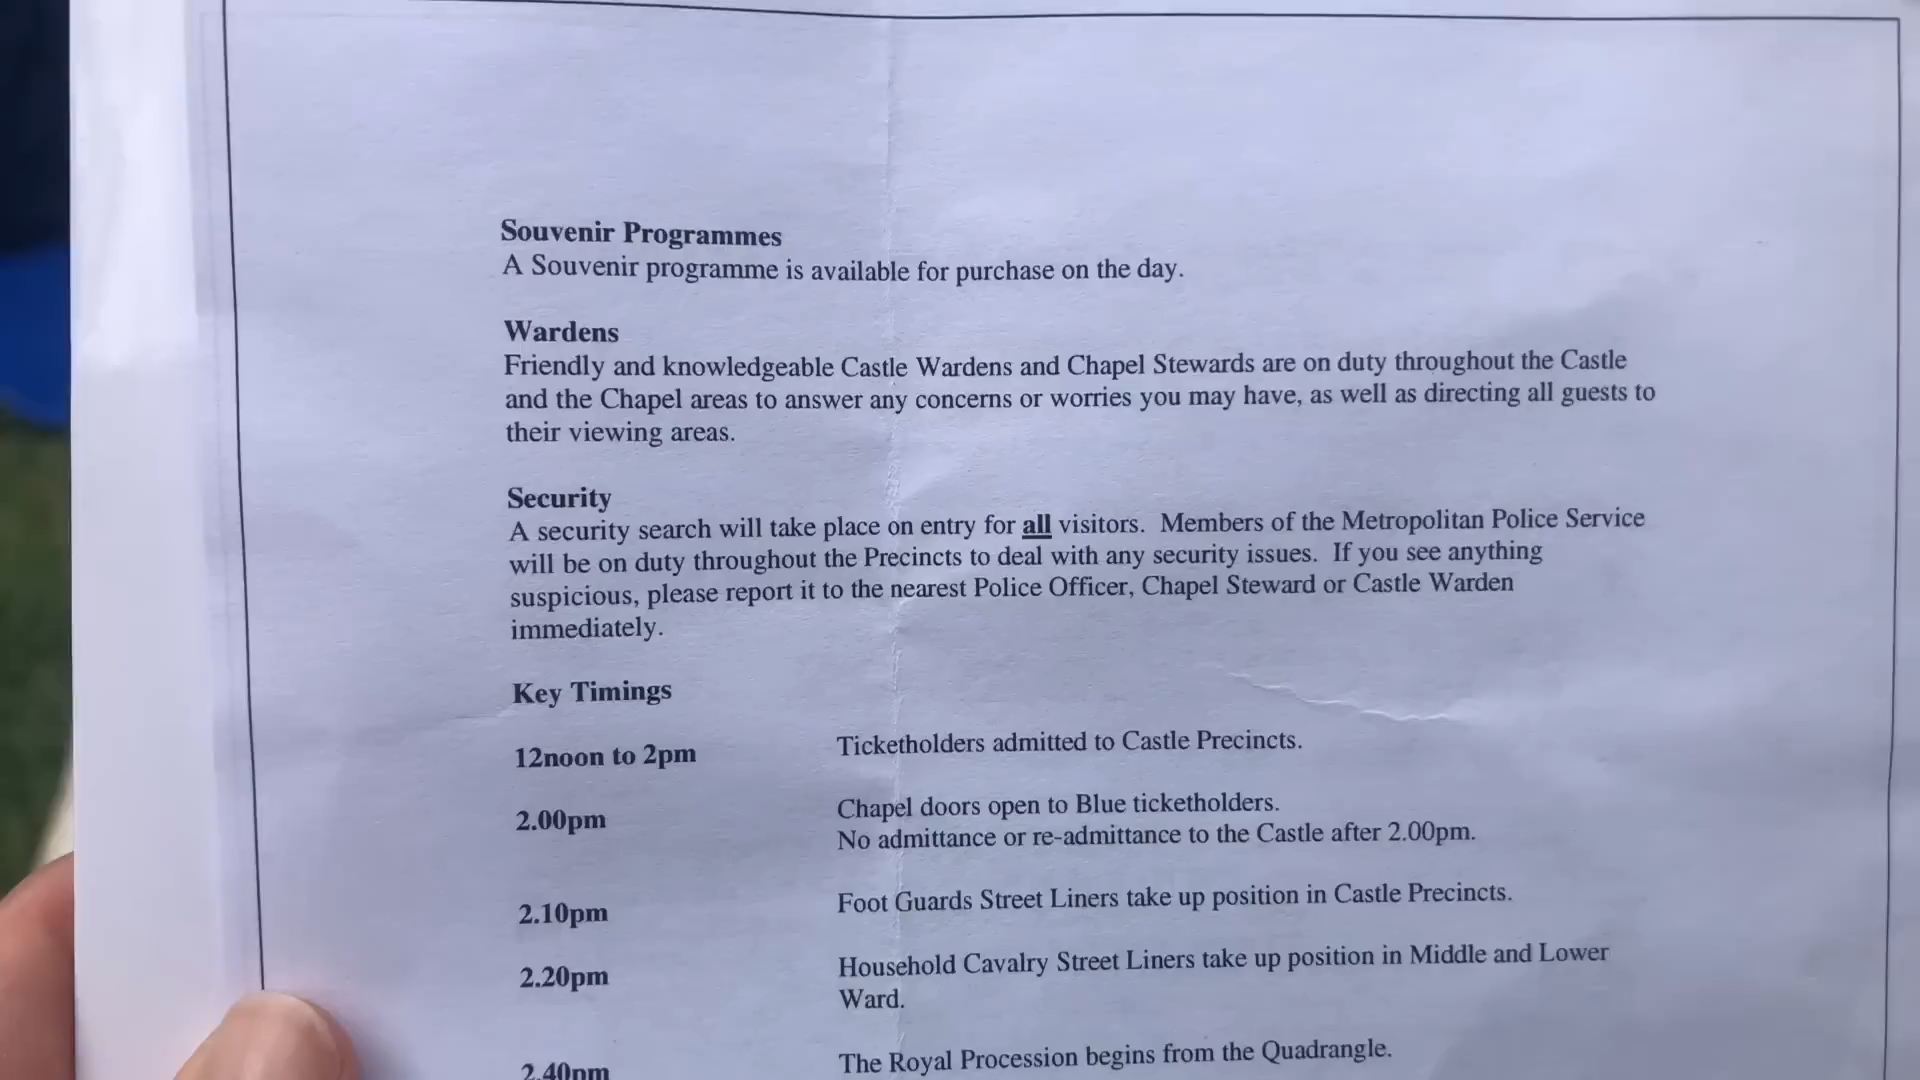 Souvenir Programmes
A Souvenir programme is available for purchase on the day.
Wardens
Friendly and knowledgeable Castle Wardens and Chapel Stewards are on duty throughout the Castle
and the Chapel areas to answer any concerns or worries you may have, as well as directing all guests to
their viewing areas.
Security
A security search will take place on entry for all visitors. Members of the Metropolitan Police Service
will be on duty throughout the Precincts to deal with any security issues. If you see anything
suspicious, please report it to the nearest Police Officer, Chapel Steward or Castle Warden
immediately.
Key Timings
12noon to 2pm Ticketholders admitted to Castle Precincts.
2.00pm Chapel doors open to Blue ticketholders.
No admittance or re-admittance to the Castle after 2.00pm.
2.10pm Foot Guards Street Liners take up position in Castle Precincts.
2.20pm Household Cavalry Street Liners take up position in Middle and Lower
Ward.
2.40pm The Royal Procession begins from the Quadrangle.